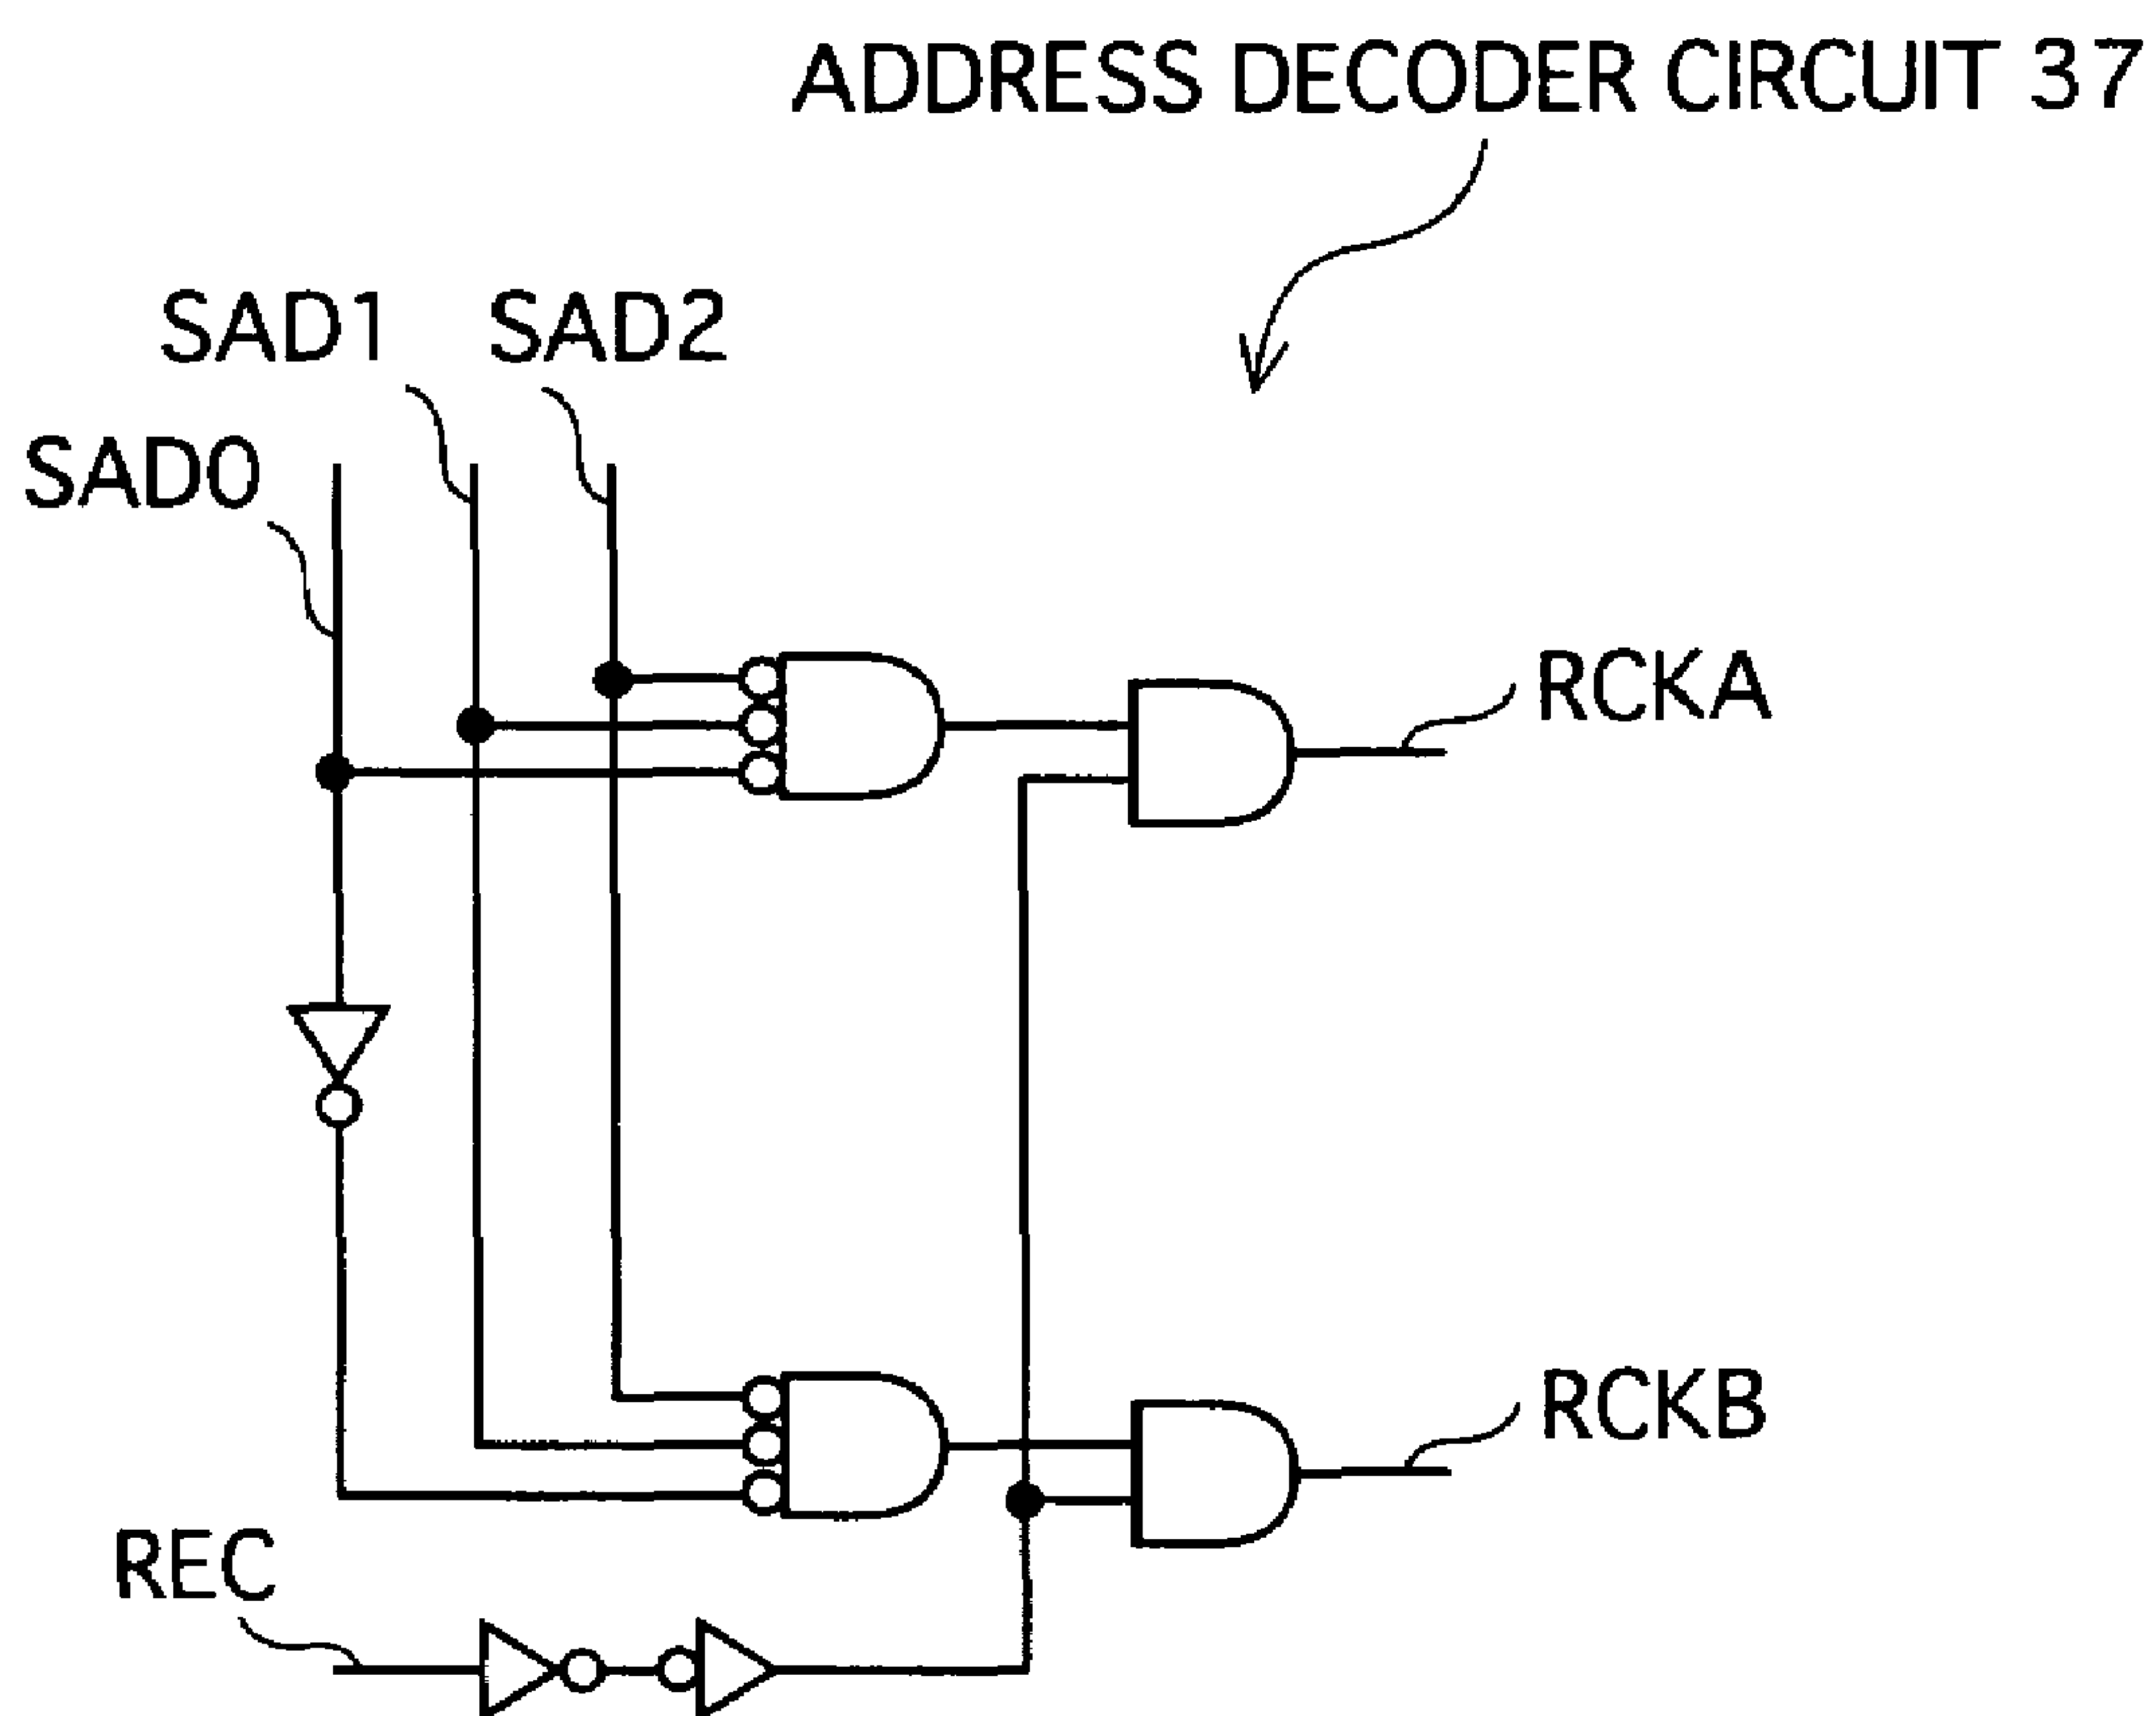 ADDRESS DECODER CIRCUIT 37
SAD1
SAD2
SAD0
RCKA
RCKB
REC